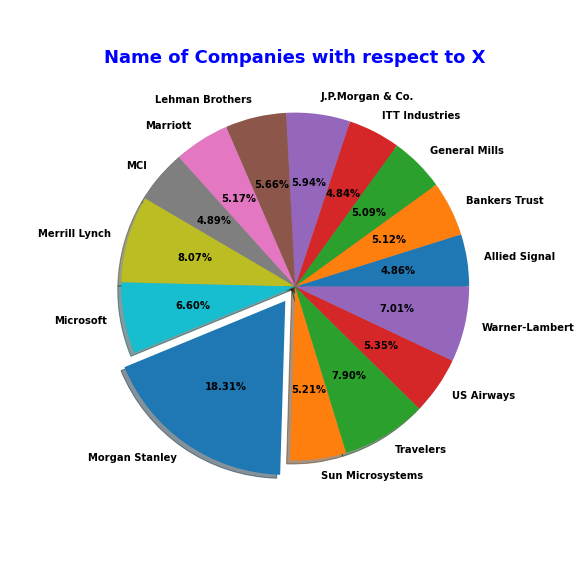 Name of Companies with respect to X
J.P.Morgan & Co.
Lehman Brothers
ITT Industries
Marriott
General Mills
MCI
Bankers Trust
Merrill Lynch
Allied Signal
Microsoft
Warner-Lambert
US Airways
Morgan Stanley
Travelers
Sun Microsystems
5.94%
5.66%
4.84%
5.17%
5.09%
4.89%
5.12%
8.07%
4.86%
6.60%
7.01%
5.35%
7.90%
18.31%
5.21%